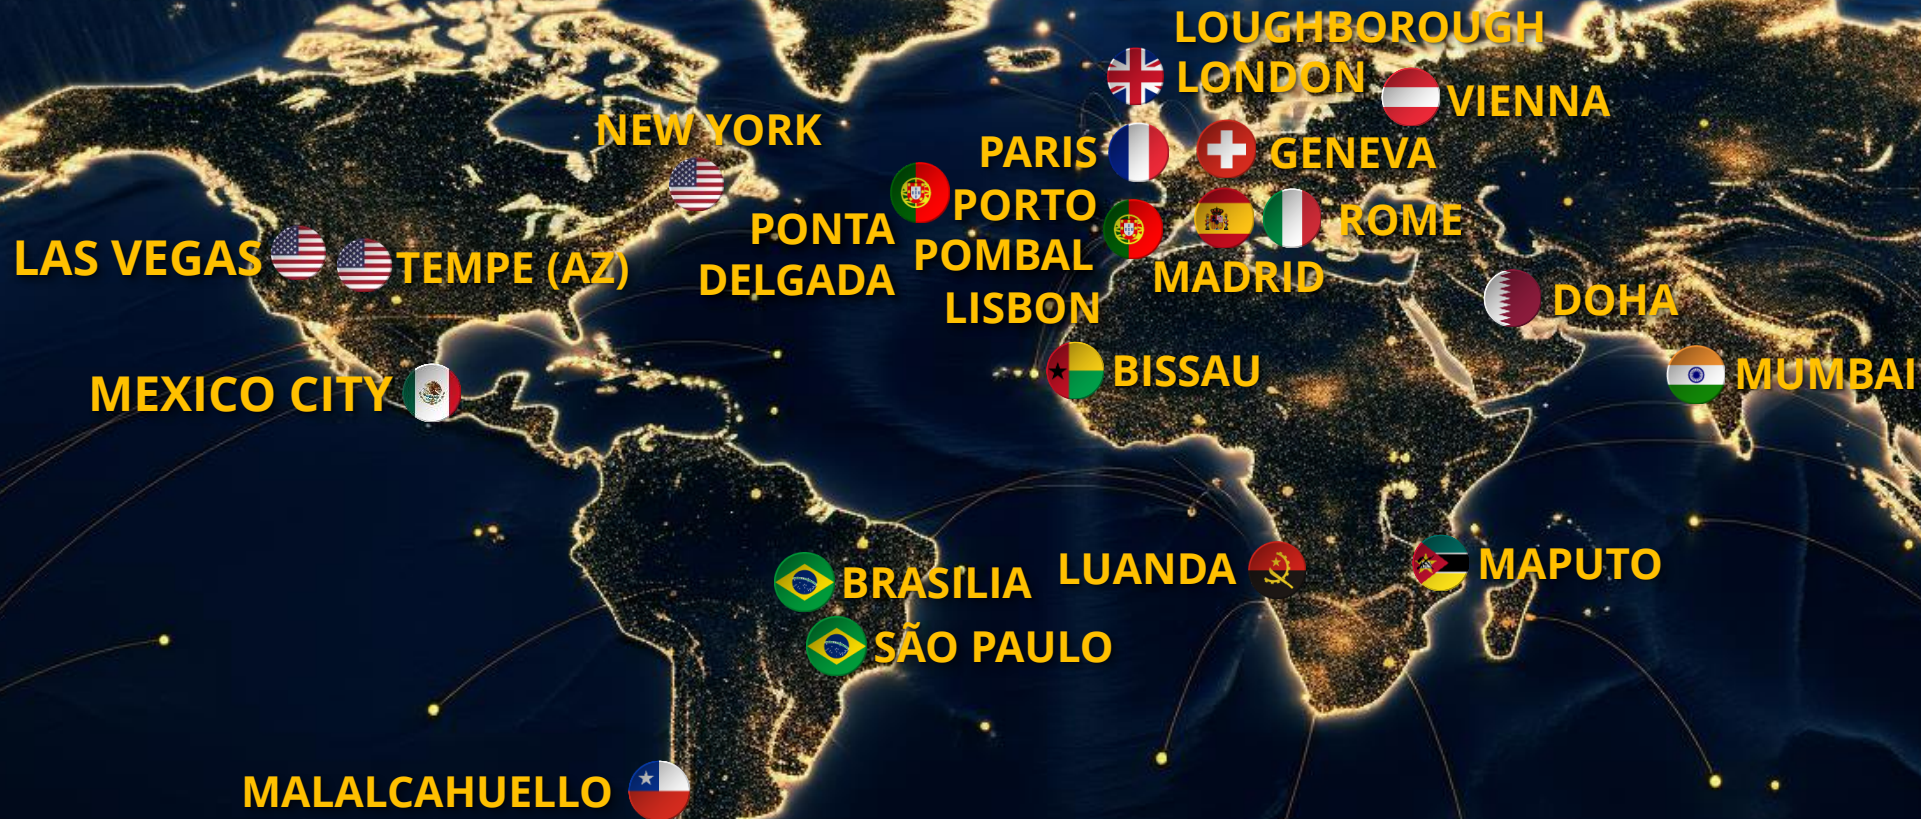 LOUGHBOROUGH
LONDON
VIENNA
NEW YORK
PARIS
GENEVA
PORTO
PONTA
DELGADA
POMBAL
LISBON
ROME
MADRID
LAS VEGAS
TEMPE (AZ)
DOHA
MEXICO CITY
BISSAU
MUMBAI
BRASILIA
LUANDA
MAPUTO
SÃO PAULO
MALALCAHUELLO